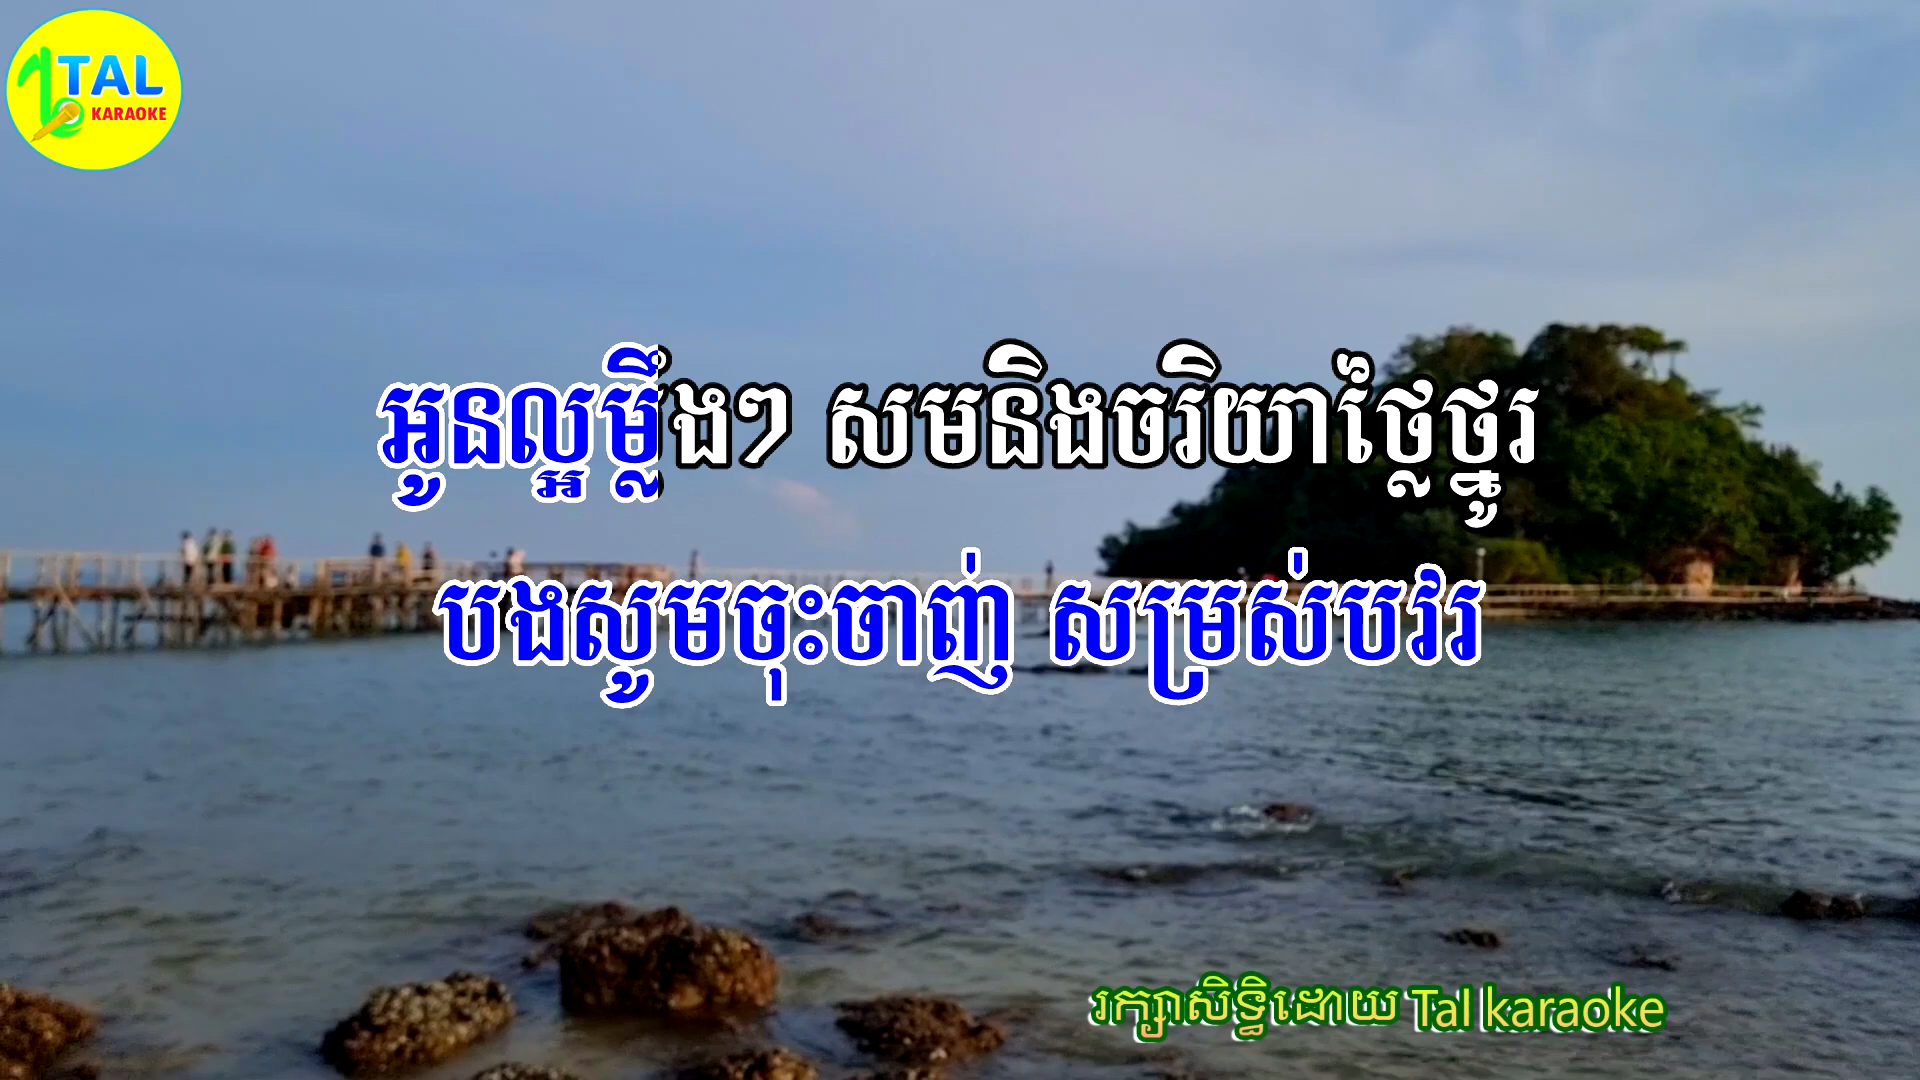 TAL
KARAOKE
អូនល្អម្ល៉ឹងៗ សមនិងចរិយាថ្លៃថ្នូរ
បងសូមចុះចាញ់ សម្រស់បវរ
រក្សាសិទ្ធិដោយ Tal karaoke